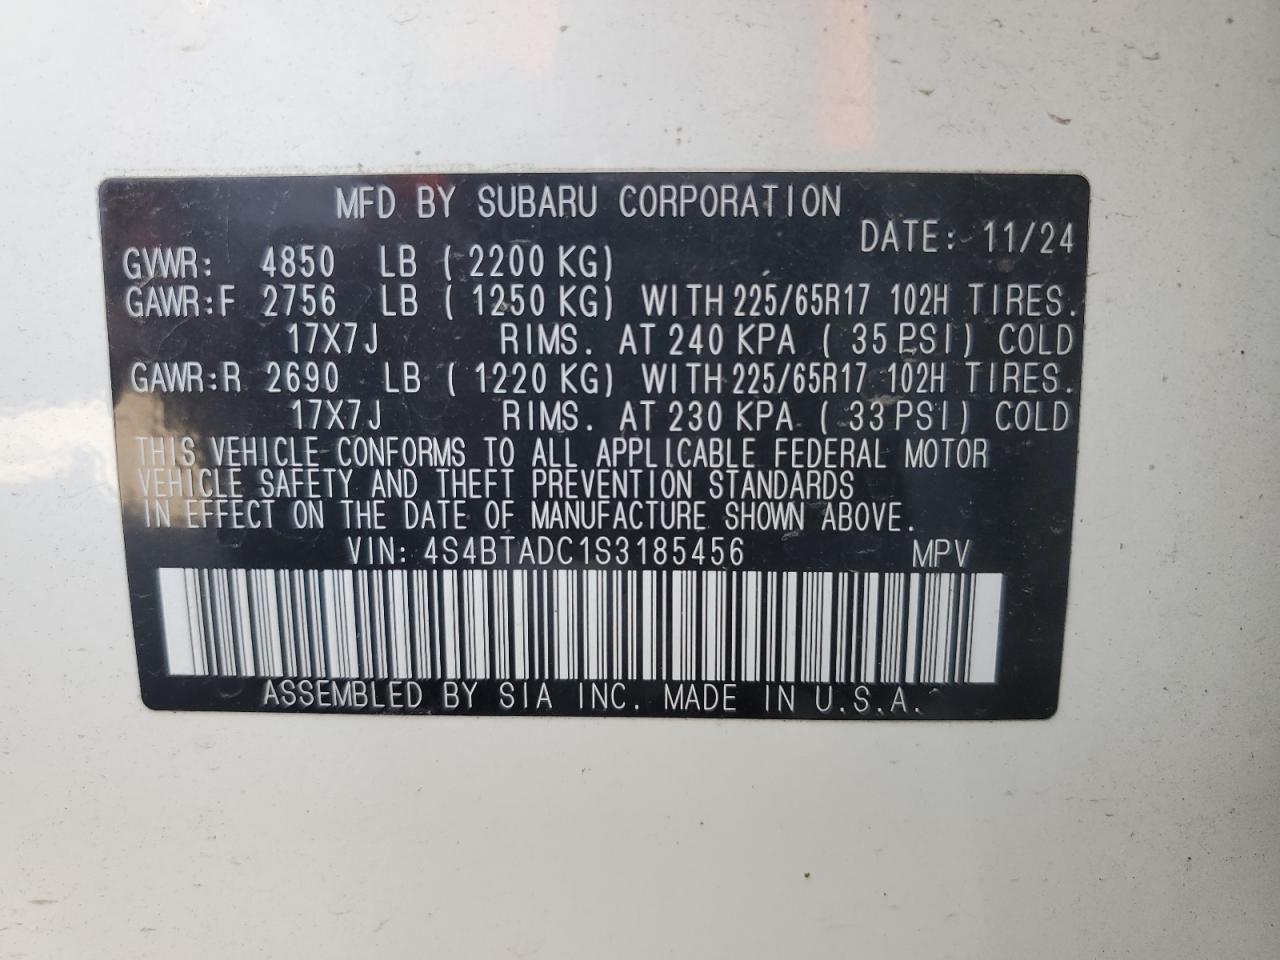 MFD BY SUBARU CORPORATION
DATE: 11/24
GVWR: 4850 LB ( 2200 KG)
GAWR:F 2756 LB ( 1250 KG) WITH 225/65R17 102H TIRES.
17X7J RIMS. AT 240 KPA ( 35 PSI) COLD
GAWR:R 2690 LB ( 1220 KG) WITH 225/65R17 102H TIRES.
17X7J RIMS. AT 230 KPA ( 33 PSI) COLD
THIS VEHICLE CONFORMS TO ALL APPLICABLE FEDERAL MOTOR
VEHICLE SAFETY AND THEFT PREVENTION STANDARDS
IN EFFECT ON THE DATE OF MANUFACTURE SHOWN ABOVE.
VIN: 4S4BTADC1S3185456 MPV
ASSEMBLED BY SIA INC. MADE IN U.S.A.